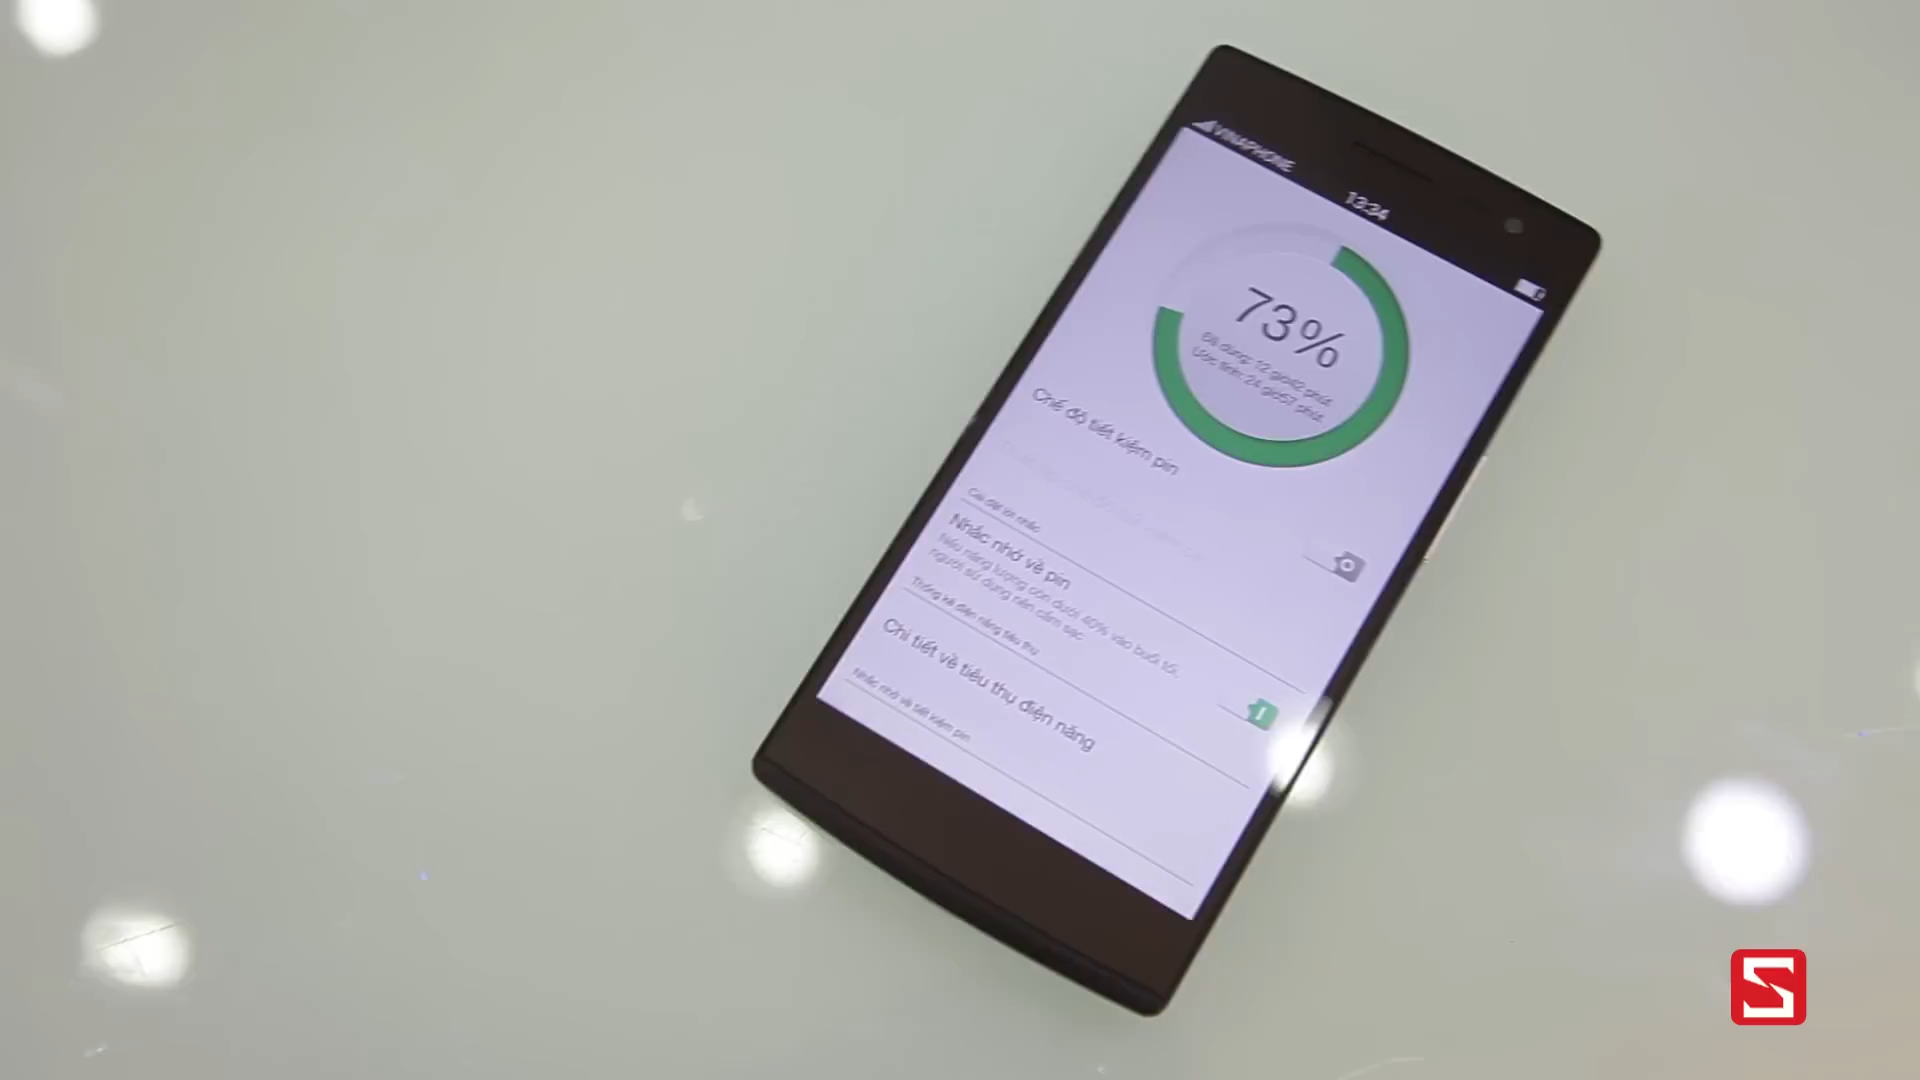 VINAPHONE
13:34
73%
Đã dùng: 12 giờ42 phút
Ước tính: 24 giờ57 phút
Chế độ tiết kiệm pin
Cài đặt lời nhắc
Nhắc nhở về pin
Nếu năng lượng còn dưới 40% vào buổi tối,
người sử dụng nên cắm sạc
Thống kê điện năng tiêu thụ
Chi tiết về tiêu thụ điện năng
Nhắc nhở và tiết kiệm pin
S